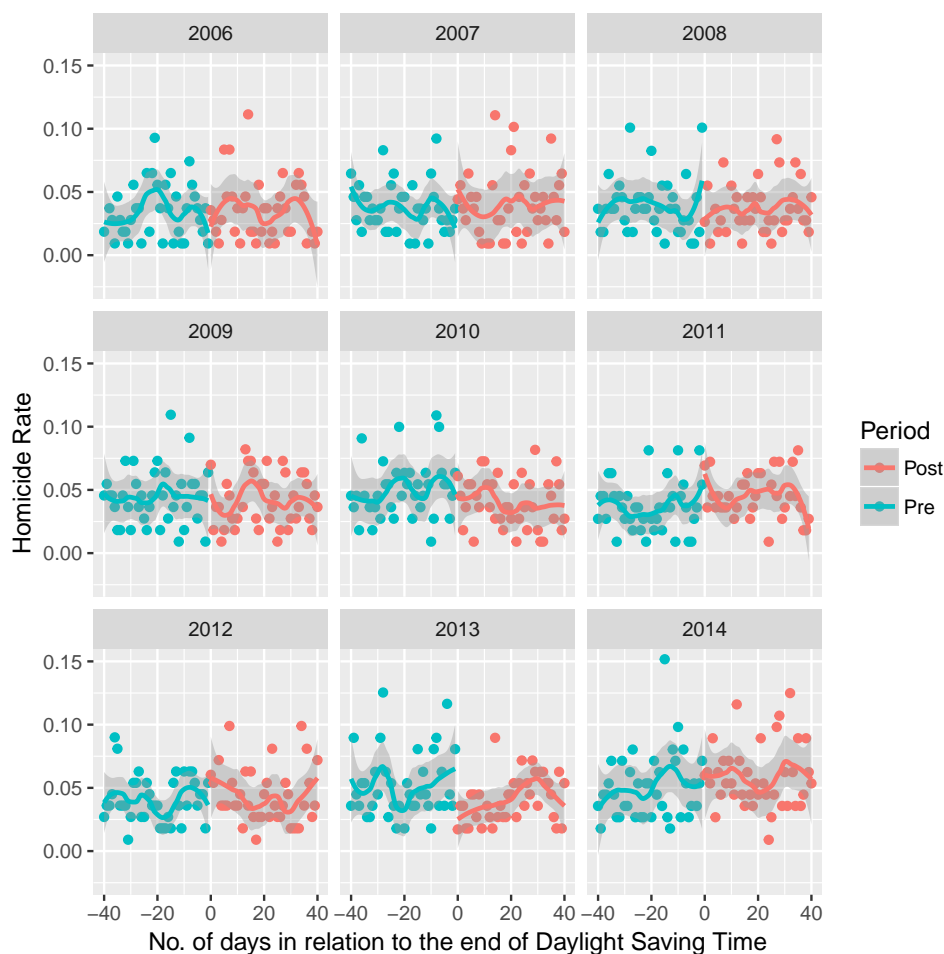 2006 2007 2008
0.15
0.10
0.05
0.00
2009 2010 2011
0.15
0.10
0.05
0.00
2012 2013 2014
0.15
0.10
0.05
0.00
−40 −20 0 20 40 −40 −20 0 20 40 −40 −20 0 20 40
No. of days in relation to the end of Daylight Saving Time
Homicide Rate
Period
Post
Pre